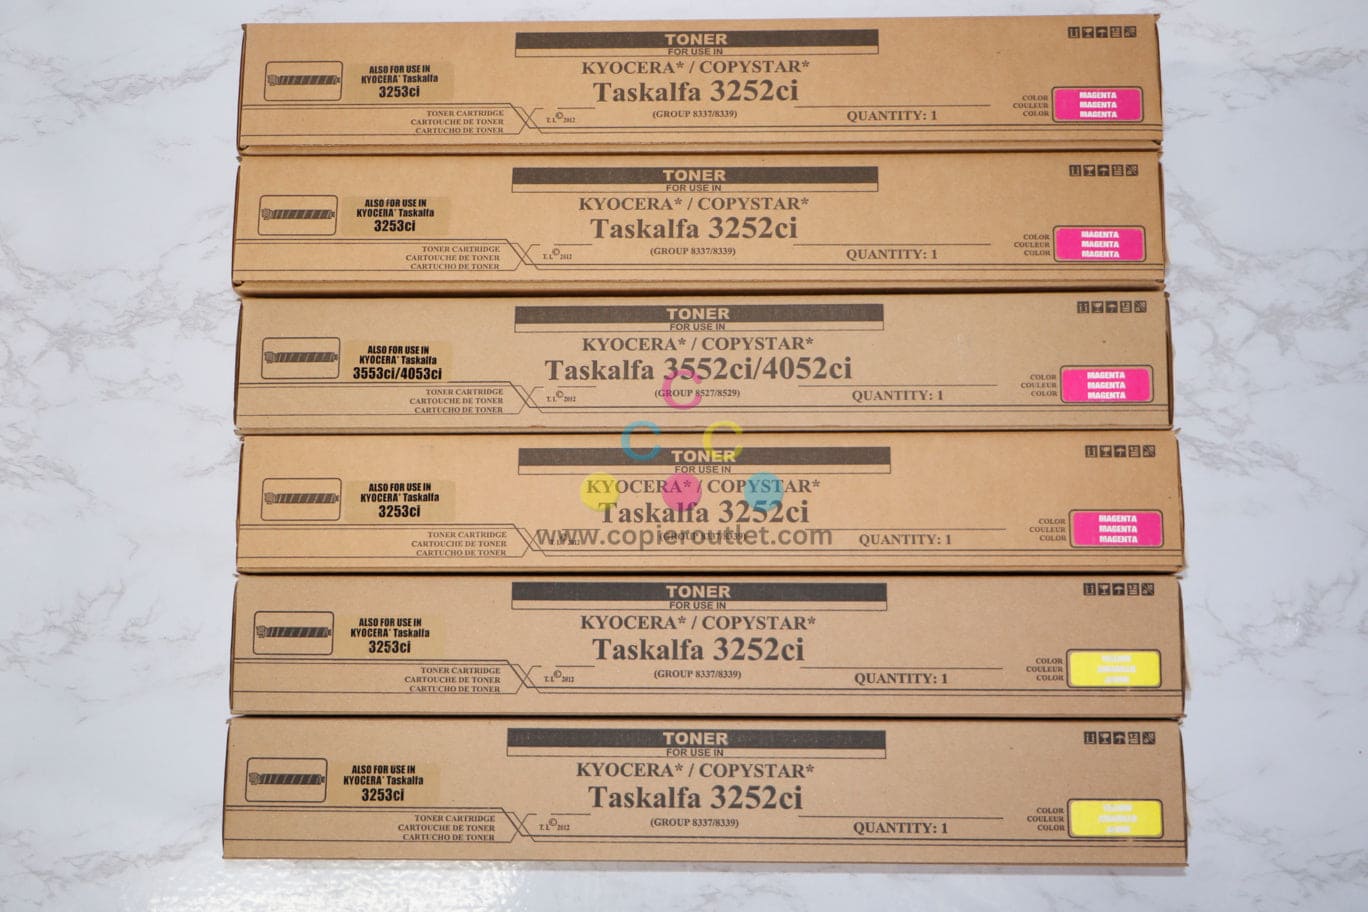 TONER
FOR USE IN
KYOCERA* / COPYSTAR*
Taskalfa 3252ci
(GROUP 8337/8339)
ALSO FOR USE IN
KYOCERA* Taskalfa
3253ci
TONER CARTRIDGE
CARTOUCHE DE TONER
CARTUCHO DE TONER
T. I.©2012
QUANTITY: 1
COLOR
COULEUR
COLOR
MAGENTA
MAGENTA
MAGENTA
TONER
FOR USE IN
KYOCERA* / COPYSTAR*
Taskalfa 3252ci
(GROUP 8337/8339)
ALSO FOR USE IN
KYOCERA* Taskalfa
3253ci
TONER CARTRIDGE
CARTOUCHE DE TONER
CARTUCHO DE TONER
T. I.©2012
QUANTITY: 1
COLOR
COULEUR
COLOR
MAGENTA
MAGENTA
MAGENTA
TONER
FOR USE IN
KYOCERA* / COPYSTAR*
Taskalfa 3552ci/4052ci
(GROUP 8527/8529)
ALSO FOR USE IN
KYOCERA* Taskalfa
3553ci/4053ci
TONER CARTRIDGE
CARTOUCHE DE TONER
CARTUCHO DE TONER
T. I.©2012
QUANTITY: 1
COLOR
COULEUR
COLOR
MAGENTA
MAGENTA
MAGENTA
C
C C
TONER
FOR USE IN
KYOCERA* / COPYSTAR*
Taskalfa 3252ci
(GROUP 8337/8339)
www.copieroutlet.com
ALSO FOR USE IN
KYOCERA* Taskalfa
3253ci
TONER CARTRIDGE
CARTOUCHE DE TONER
CARTUCHO DE TONER
T. I.©2012
QUANTITY: 1
COLOR
COULEUR
COLOR
MAGENTA
MAGENTA
MAGENTA
TONER
FOR USE IN
KYOCERA* / COPYSTAR*
Taskalfa 3252ci
(GROUP 8337/8339)
ALSO FOR USE IN
KYOCERA* Taskalfa
3253ci
TONER CARTRIDGE
CARTOUCHE DE TONER
CARTUCHO DE TONER
T. I.©2012
QUANTITY: 1
COLOR
COULEUR
COLOR
TONER
FOR USE IN
KYOCERA* / COPYSTAR*
Taskalfa 3252ci
(GROUP 8337/8339)
ALSO FOR USE IN
KYOCERA* Taskalfa
3253ci
TONER CARTRIDGE
CARTOUCHE DE TONER
CARTUCHO DE TONER
T. I.©2012
QUANTITY: 1
COLOR
COULEUR
COLOR